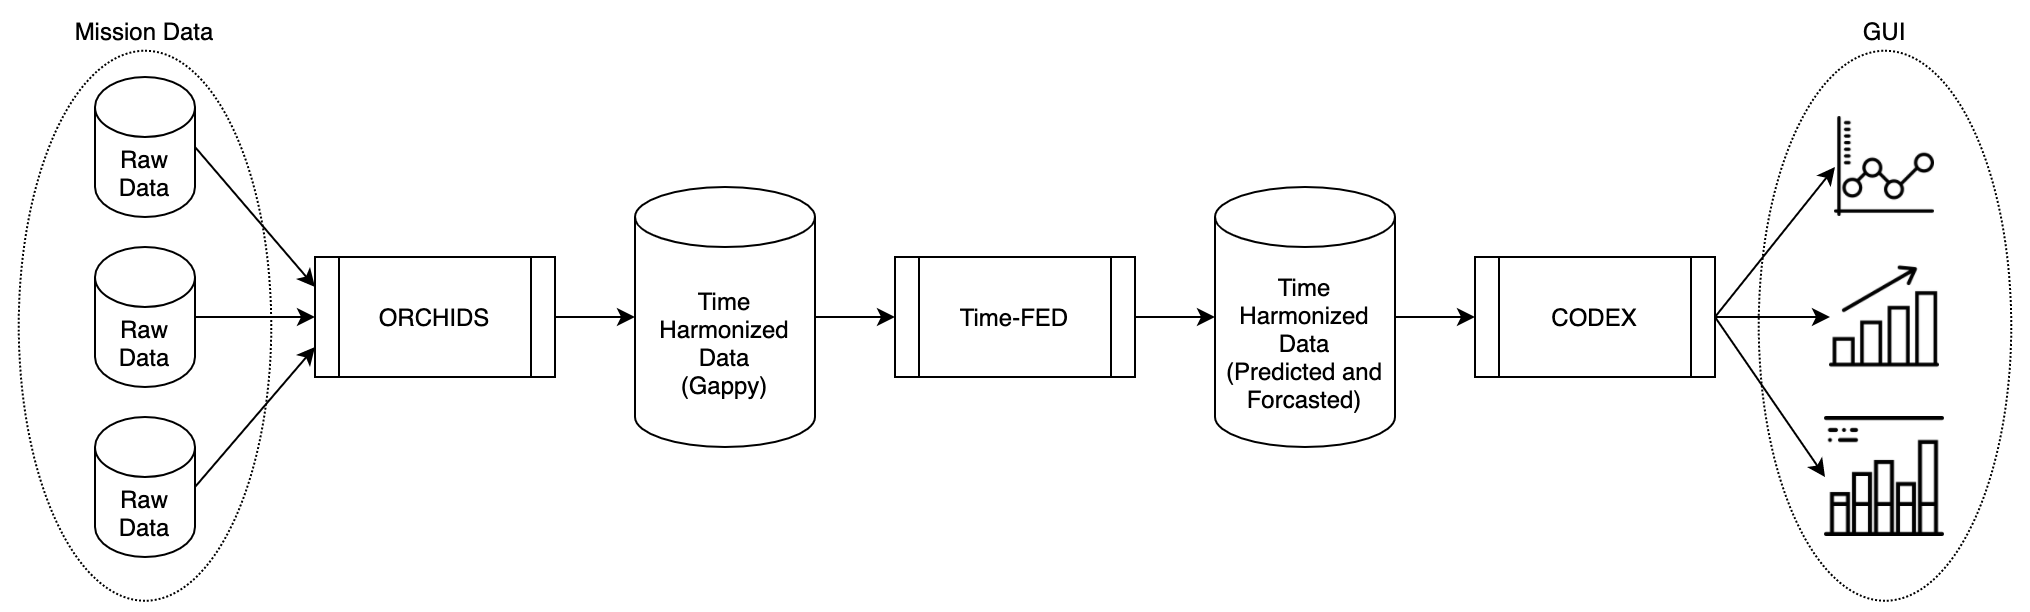 Mission Data
GUI
Raw
Data
Raw
Data
Raw
Data
ORCHIDS
Time
Harmonized
Data
(Gappy)
Time-FED
Time
Harmonized
Data
(Predicted and
Forcasted)
CODEX